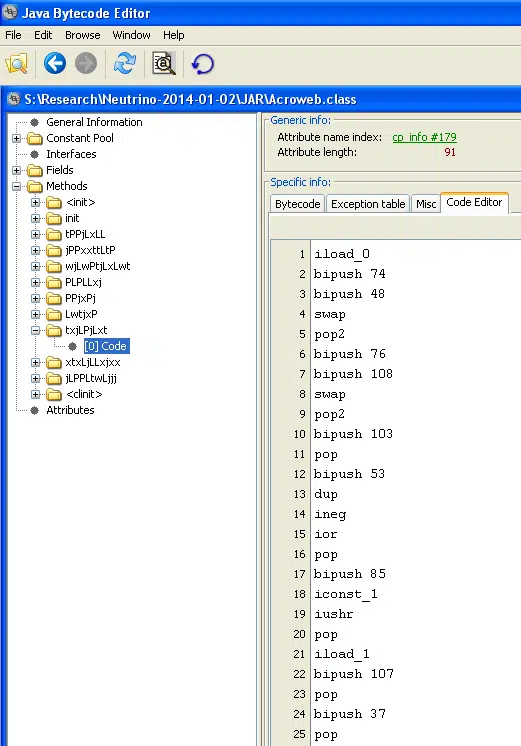 Java Bytecode Editor
File Edit Browse Window Help
S:\Research\Neutrino-2014-01-02\JAR\Acroweb.class
General Information
Constant Pool
Interfaces
Fields
Methods
<init>
init
tPPjLxLL
jPPxxttLtP
wjLwPtjLxLwt
PLPLLxj
PPjxPj
LwtjxP
txjLPjLxt
[0] Code
xtxLjLLxjxx
jLPPLtwLjjj
<clinit>
Attributes
Generic info:
Attribute name index: cp_info #179
Attribute length: 91
Specific info:
Bytecode Exception table Misc Code Editor
1 iload_0
2 bipush 74
3 bipush 48
4 swap
5 pop2
6 bipush 76
7 bipush 108
8 swap
9 pop2
10 bipush 103
11 pop
12 bipush 53
13 dup
14 ineg
15 ior
16 pop
17 bipush 85
18 iconst_1
19 iushr
20 pop
21 iload_1
22 bipush 107
23 pop
24 bipush 37
25 pop